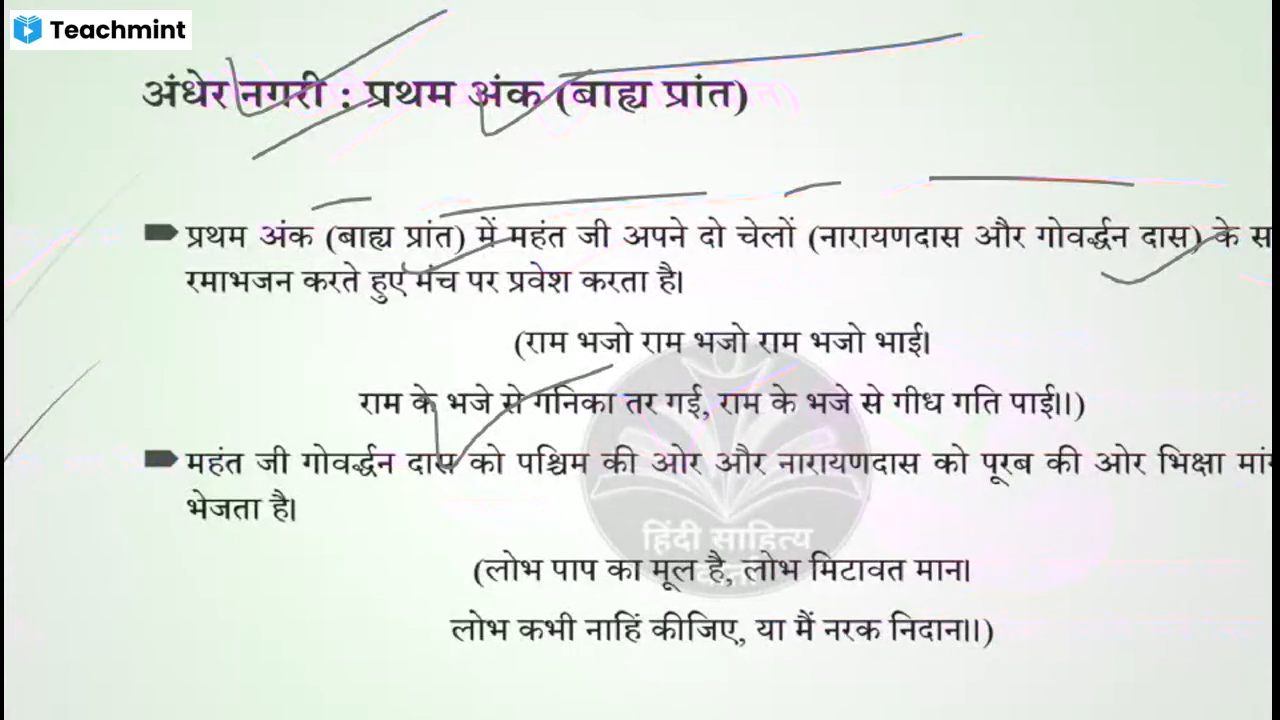 Teachmint
अंधेर नगरी : प्रथम अंक (बाह्य प्रांत)
प्रथम अंक (बाह्य प्रांत) में महंत जी अपने दो चेलों (नारायणदास और गोवर्द्धन दास) के
रमाभजन करते हुए मंच पर प्रवेश करता है।
(राम भजो राम भजो राम भजो भाई।
राम के भजे से गनिका तर गई, राम के भजे से गीध गति पाई।।)
महंत जी गोवर्द्धन दास को पश्चिम की ओर और नारायणदास को पूरब की ओर भिक्षा
भेजता है।
हिंदी साहित्य
(लोभ पाप का मूल है, लोभ मिटावत मान।
लोभ कभी नाहिं कीजिए, या मैं नरक निदान।।)